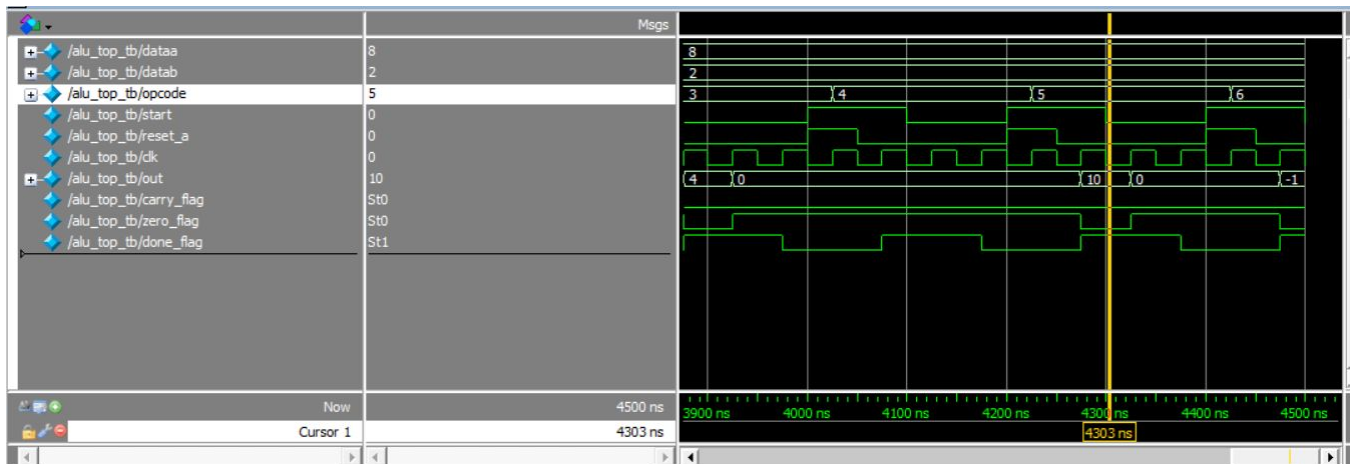 Msgs
/alu_top_tb/dataa 8 8
/alu_top_tb/datab 2 2
/alu_top_tb/opcode 5 3 4 5 6
/alu_top_tb/start 0
/alu_top_tb/reset_a 0
/alu_top_tb/clk 0
/alu_top_tb/out 10 4 0 10 0 -1
/alu_top_tb/carry_flag St0
/alu_top_tb/zero_flag St0
/alu_top_tb/done_flag St1
Now 4500 ns 3900 ns 4000 ns 4100 ns 4200 ns 4300 ns 4400 ns 4500 ns
Cursor 1 4303 ns 4303 ns